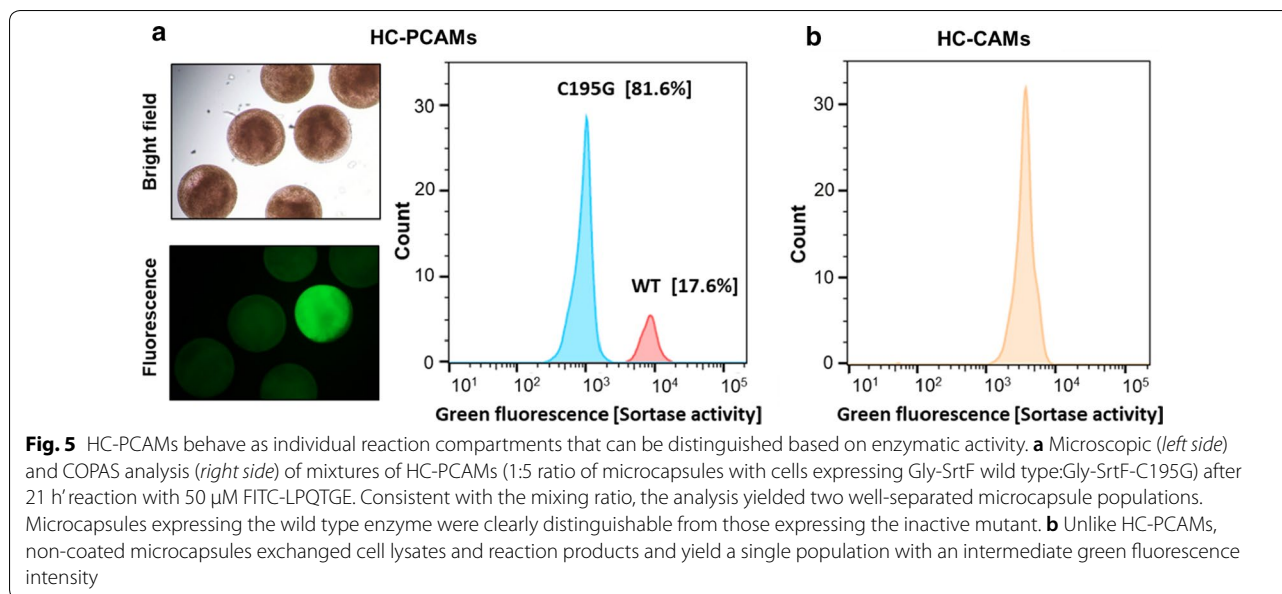 a
HC-PCAMs
Bright field
Fluorescence
C195G [81.6%]
WT [17.6%]
Count
30
20
10
0
10¹ 10² 10³ 10⁴ 10⁵
Green fluorescence [Sortase activity]
b
HC-CAMs
Count
30
20
10
0
10¹ 10² 10³ 10⁴ 10⁵
Green fluorescence [Sortase activity]
Fig. 5 HC-PCAMs behave as individual reaction compartments that can be distinguished based on enzymatic activity. a Microscopic (left side)
and COPAS analysis (right side) of mixtures of HC-PCAMs (1:5 ratio of microcapsules with cells expressing Gly-SrtF wild type:Gly-SrtF-C195G) after
21 h’ reaction with 50 µM FITC-LPQTGE. Consistent with the mixing ratio, the analysis yielded two well-separated microcapsule populations.
Microcapsules expressing the wild type enzyme were clearly distinguishable from those expressing the inactive mutant. b Unlike HC-PCAMs,
non-coated microcapsules exchanged cell lysates and reaction products and yield a single population with an intermediate green fluorescence
intensity